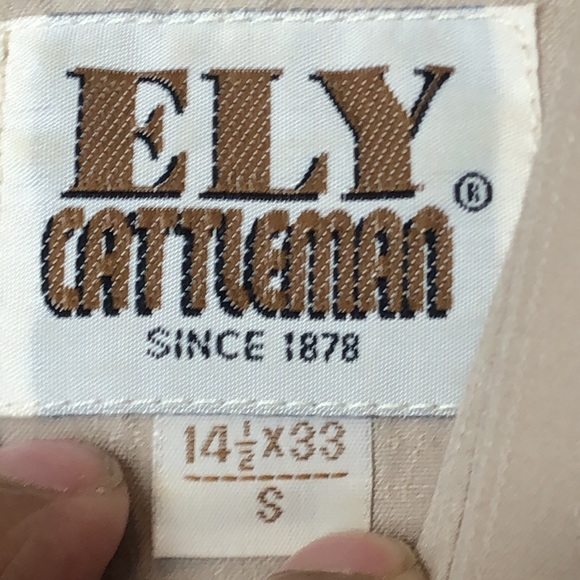 ELY®
CATTLEMAN
SINCE 1878
14½X33
S